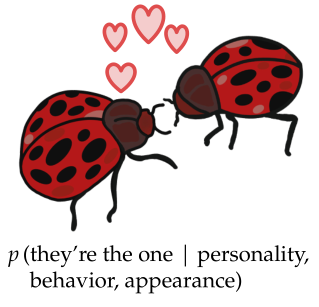 p (they're the one | personality,
behavior, appearance)